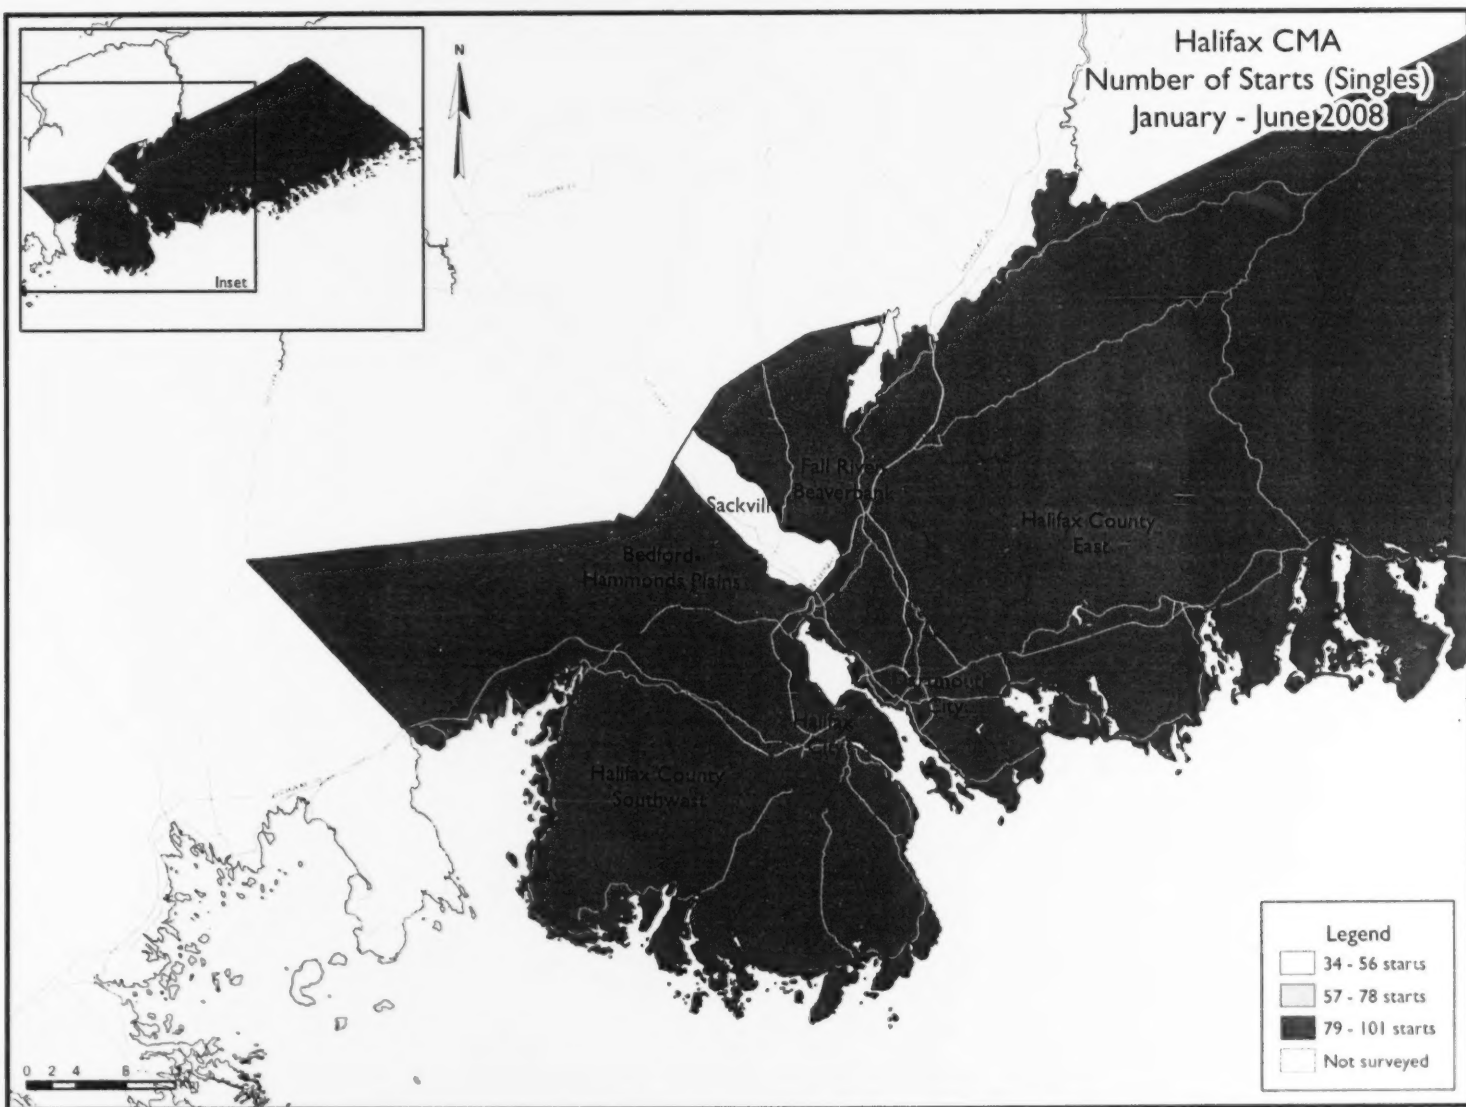 Halifax CMA
Number of Starts (Singles)
January - June 2008
N
Inset
Fall River
Beaverbank
Sackville
Halifax County
East
Bedford-
Hammonds Plains
Dartmouth
City
Halifax
City
Halifax County
Southwest
Legend
34 - 56 starts
57 - 78 starts
79 - 101 starts
Not surveyed
0 2 4 8